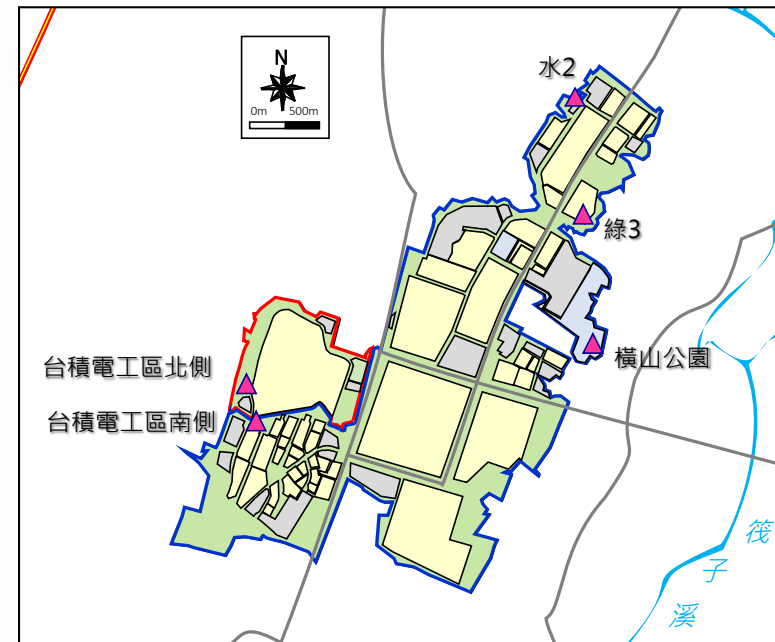 N
0m 500m
水2
綠3
橫山公園
台積電工區北側
台積電工區南側
筏
子
溪